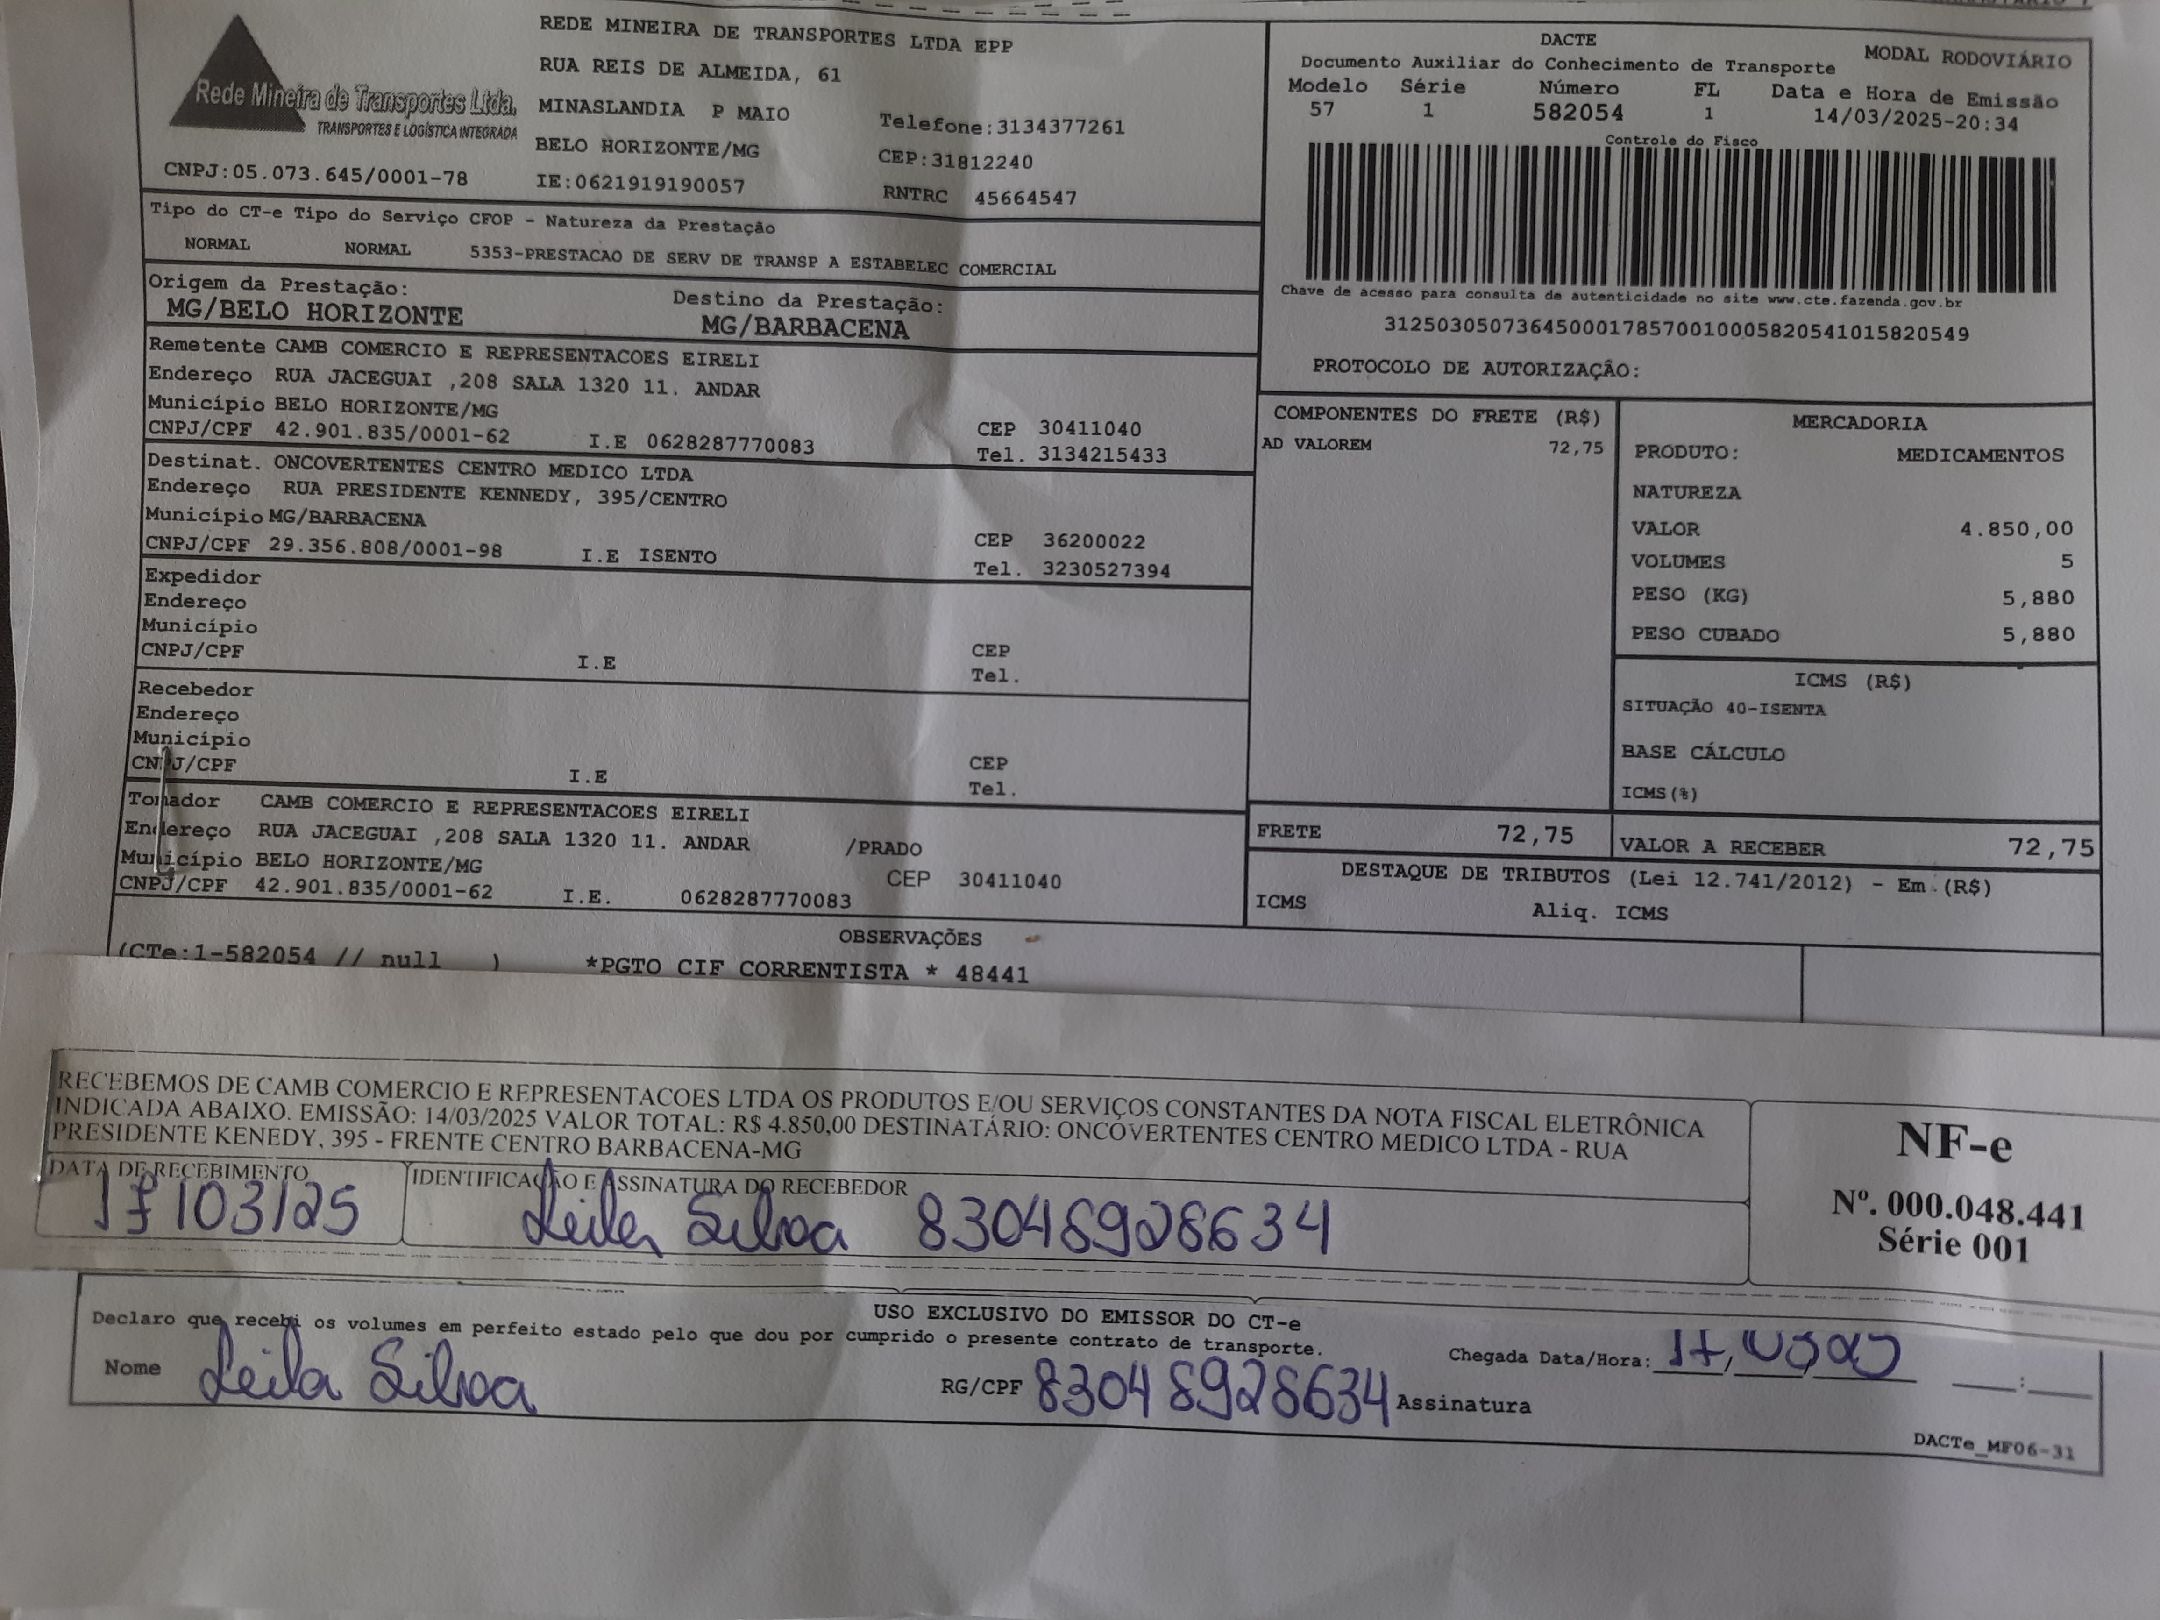 Rede Mineira de Transportes Ltda.
TRANSPORTES E LOGÍSTICA INTEGRADA
CNPJ:05.073.645/0001-78
REDE MINEIRA DE TRANSPORTES LTDA EPP
RUA REIS DE ALMEIDA, 61
MINASLANDIA P MAIO Telefone:3134377261
BELO HORIZONTE/MG CEP:31812240
IE:0621919190057 RNTRC 45664547
DACTE MODAL RODOVIÁRIO
Documento Auxiliar do Conhecimento de Transporte
Modelo Série Número FL Data e Hora de Emissão
57 1 582054 1 14/03/2025-20:34
Controle do Fisco
Chave de acesso para consulta de autenticidade no site www.cte.fazenda.gov.br
31250305073645000178570010005820541015820549
PROTOCOLO DE AUTORIZAÇÃO:
Tipo do CT-e Tipo do Serviço CFOP - Natureza da Prestação
NORMAL NORMAL 5353-PRESTACAO DE SERV DE TRANSP A ESTABELEC COMERCIAL
Origem da Prestação: Destino da Prestação:
MG/BELO HORIZONTE MG/BARBACENA
Remetente CAMB COMERCIO E REPRESENTACOES EIRELI
Endereço RUA JACEGUAI ,208 SALA 1320 11. ANDAR
Município BELO HORIZONTE/MG CEP 30411040
CNPJ/CPF 42.901.835/0001-62 I.E 0628287770083 Tel. 3134215433
Destinat. ONCOVERTENTES CENTRO MEDICO LTDA
Endereço RUA PRESIDENTE KENNEDY, 395/CENTRO
Município MG/BARBACENA CEP 36200022
CNPJ/CPF 29.356.808/0001-98 I.E ISENTO Tel. 3230527394
Expedidor
Endereço
Município CEP
CNPJ/CPF I.E Tel.
Recebedor
Endereço
Município CEP
CNPJ/CPF I.E Tel.
Tomador CAMB COMERCIO E REPRESENTACOES EIRELI
Endereço RUA JACEGUAI ,208 SALA 1320 11. ANDAR /PRADO
Município BELO HORIZONTE/MG CEP 30411040
CNPJ/CPF 42.901.835/0001-62 I.E. 0628287770083
COMPONENTES DO FRETE (R$)
AD VALOREM 72,75
MERCADORIA
PRODUTO: MEDICAMENTOS
NATUREZA
VALOR 4.850,00
VOLUMES 5
PESO (KG) 5,880
PESO CUBADO 5,880
ICMS (R$)
SITUAÇÃO 40-ISENTA
BASE CÁLCULO
ICMS(%)
FRETE 72,75 VALOR A RECEBER 72,75
DESTAQUE DE TRIBUTOS (Lei 12.741/2012) - Em (R$)
ICMS Aliq. ICMS
OBSERVAÇÕES
(CTe:1-582054 // null ) *PGTO CIF CORRENTISTA * 48441
RECEBEMOS DE CAMB COMERCIO E REPRESENTACOES LTDA OS PRODUTOS E/OU SERVIÇOS CONSTANTES DA NOTA FISCAL ELETRÔNICA
INDICADA ABAIXO. EMISSÃO: 14/03/2025 VALOR TOTAL: R$ 4.850,00 DESTINATÁRIO: ONCOVERTENTES CENTRO MEDICO LTDA - RUA
PRESIDENTE KENEDY, 395 - FRENTE CENTRO BARBACENA-MG
DATA DE RECEBIMENTO IDENTIFICAÇÃO E ASSINATURA DO RECEBEDOR
17/03/25 Leila Silva 83048928634
NF-e
Nº. 000.048.441
Série 001
USO EXCLUSIVO DO EMISSOR DO CT-e
Declaro que recebi os volumes em perfeito estado pelo que dou por cumprido o presente contrato de transporte.
Nome Leila Silva RG/CPF 83048928634 Assinatura
Chegada Data/Hora: 17,03 25 :
DACTe_MF06-31